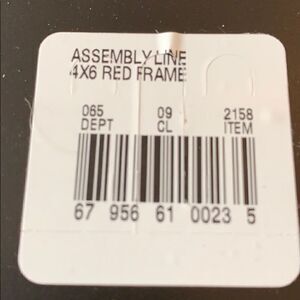 ASSEMBLY LINE
4X6 RED FRAME
065 09 2158
DEPT CL ITEM
67 956 61 0023 5